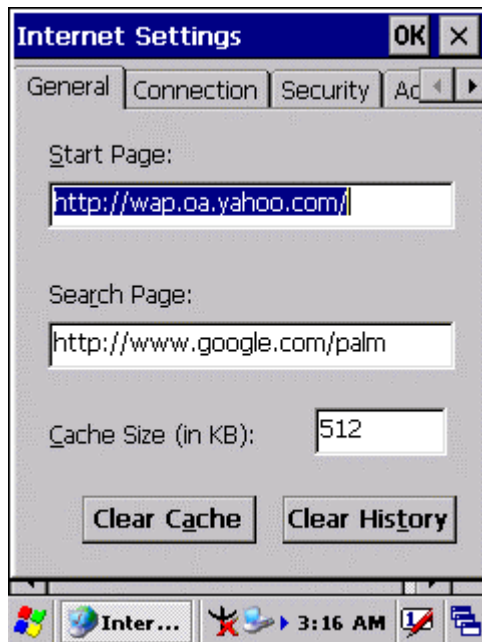 Internet Settings OK ×
General Connection Security Ad
Start Page:
http://wap.oa.yahoo.com/
Search Page:
http://www.google.com/palm
Cache Size (in KB): 512
Clear Cache Clear History
Inter... 3:16 AM